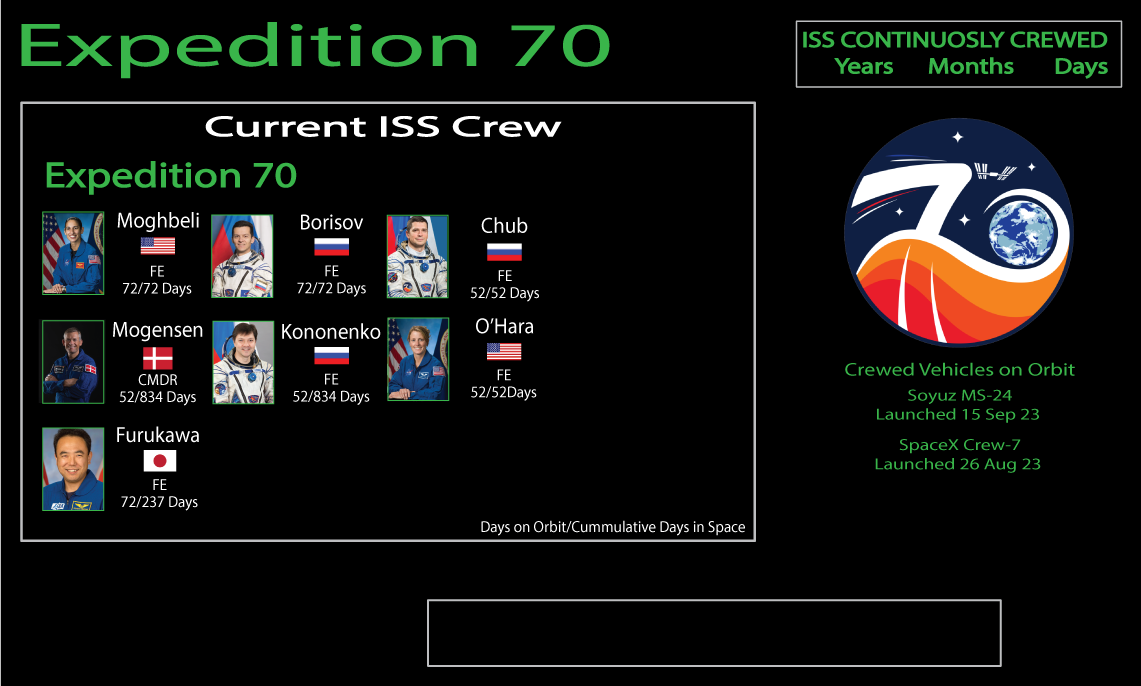 Expedition 70
ISS CONTINUOSLY CREWED
Years Months Days
Current ISS Crew
Expedition 70
Moghbeli
FE
72/72 Days
Borisov
FE
72/72 Days
Chub
FE
52/52 Days
Mogensen
CMDR
52/834 Days
Kononenko
FE
52/834 Days
O'Hara
FE
52/52Days
Furukawa
FE
72/237 Days
Days on Orbit/Cummulative Days in Space
70
Crewed Vehicles on Orbit
Soyuz MS-24
Launched 15 Sep 23
SpaceX Crew-7
Launched 26 Aug 23